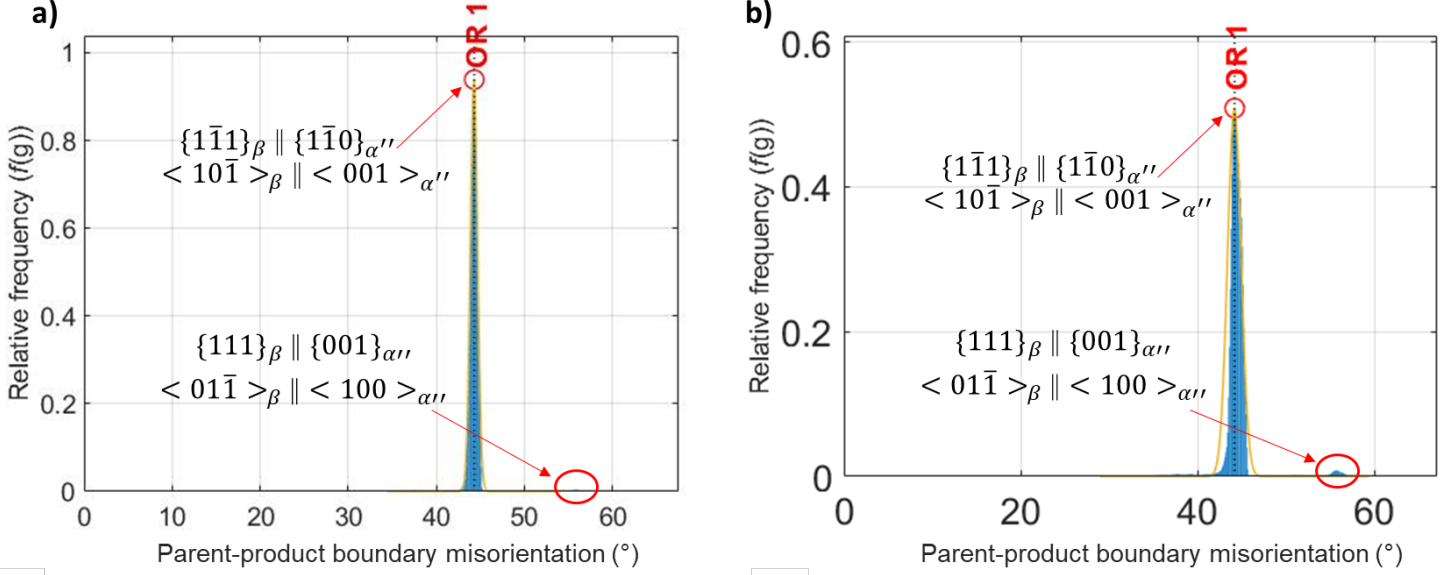 a)
OR 1
1
0.8
0.6
0.4
0.2
0
Relative frequency (f(g))
{11̅1}β ∥ {11̅0}α′′
< 101̅ >β ∥ < 001 >α′′
{111}β ∥ {001}α′′
< 011̅ >β ∥ < 100 >α′′
0 10 20 30 40 50 60
Parent-product boundary misorientation (°)
b)
OR 1
0.6
0.4
0.2
0
Relative frequency (f(g))
{11̅1}β ∥ {11̅0}α′′
< 101̅ >β ∥ < 001 >α′′
{111}β ∥ {001}α′′
< 011̅ >β ∥ < 100 >α′′
0 20 40 60
Parent-product boundary misorientation (°)